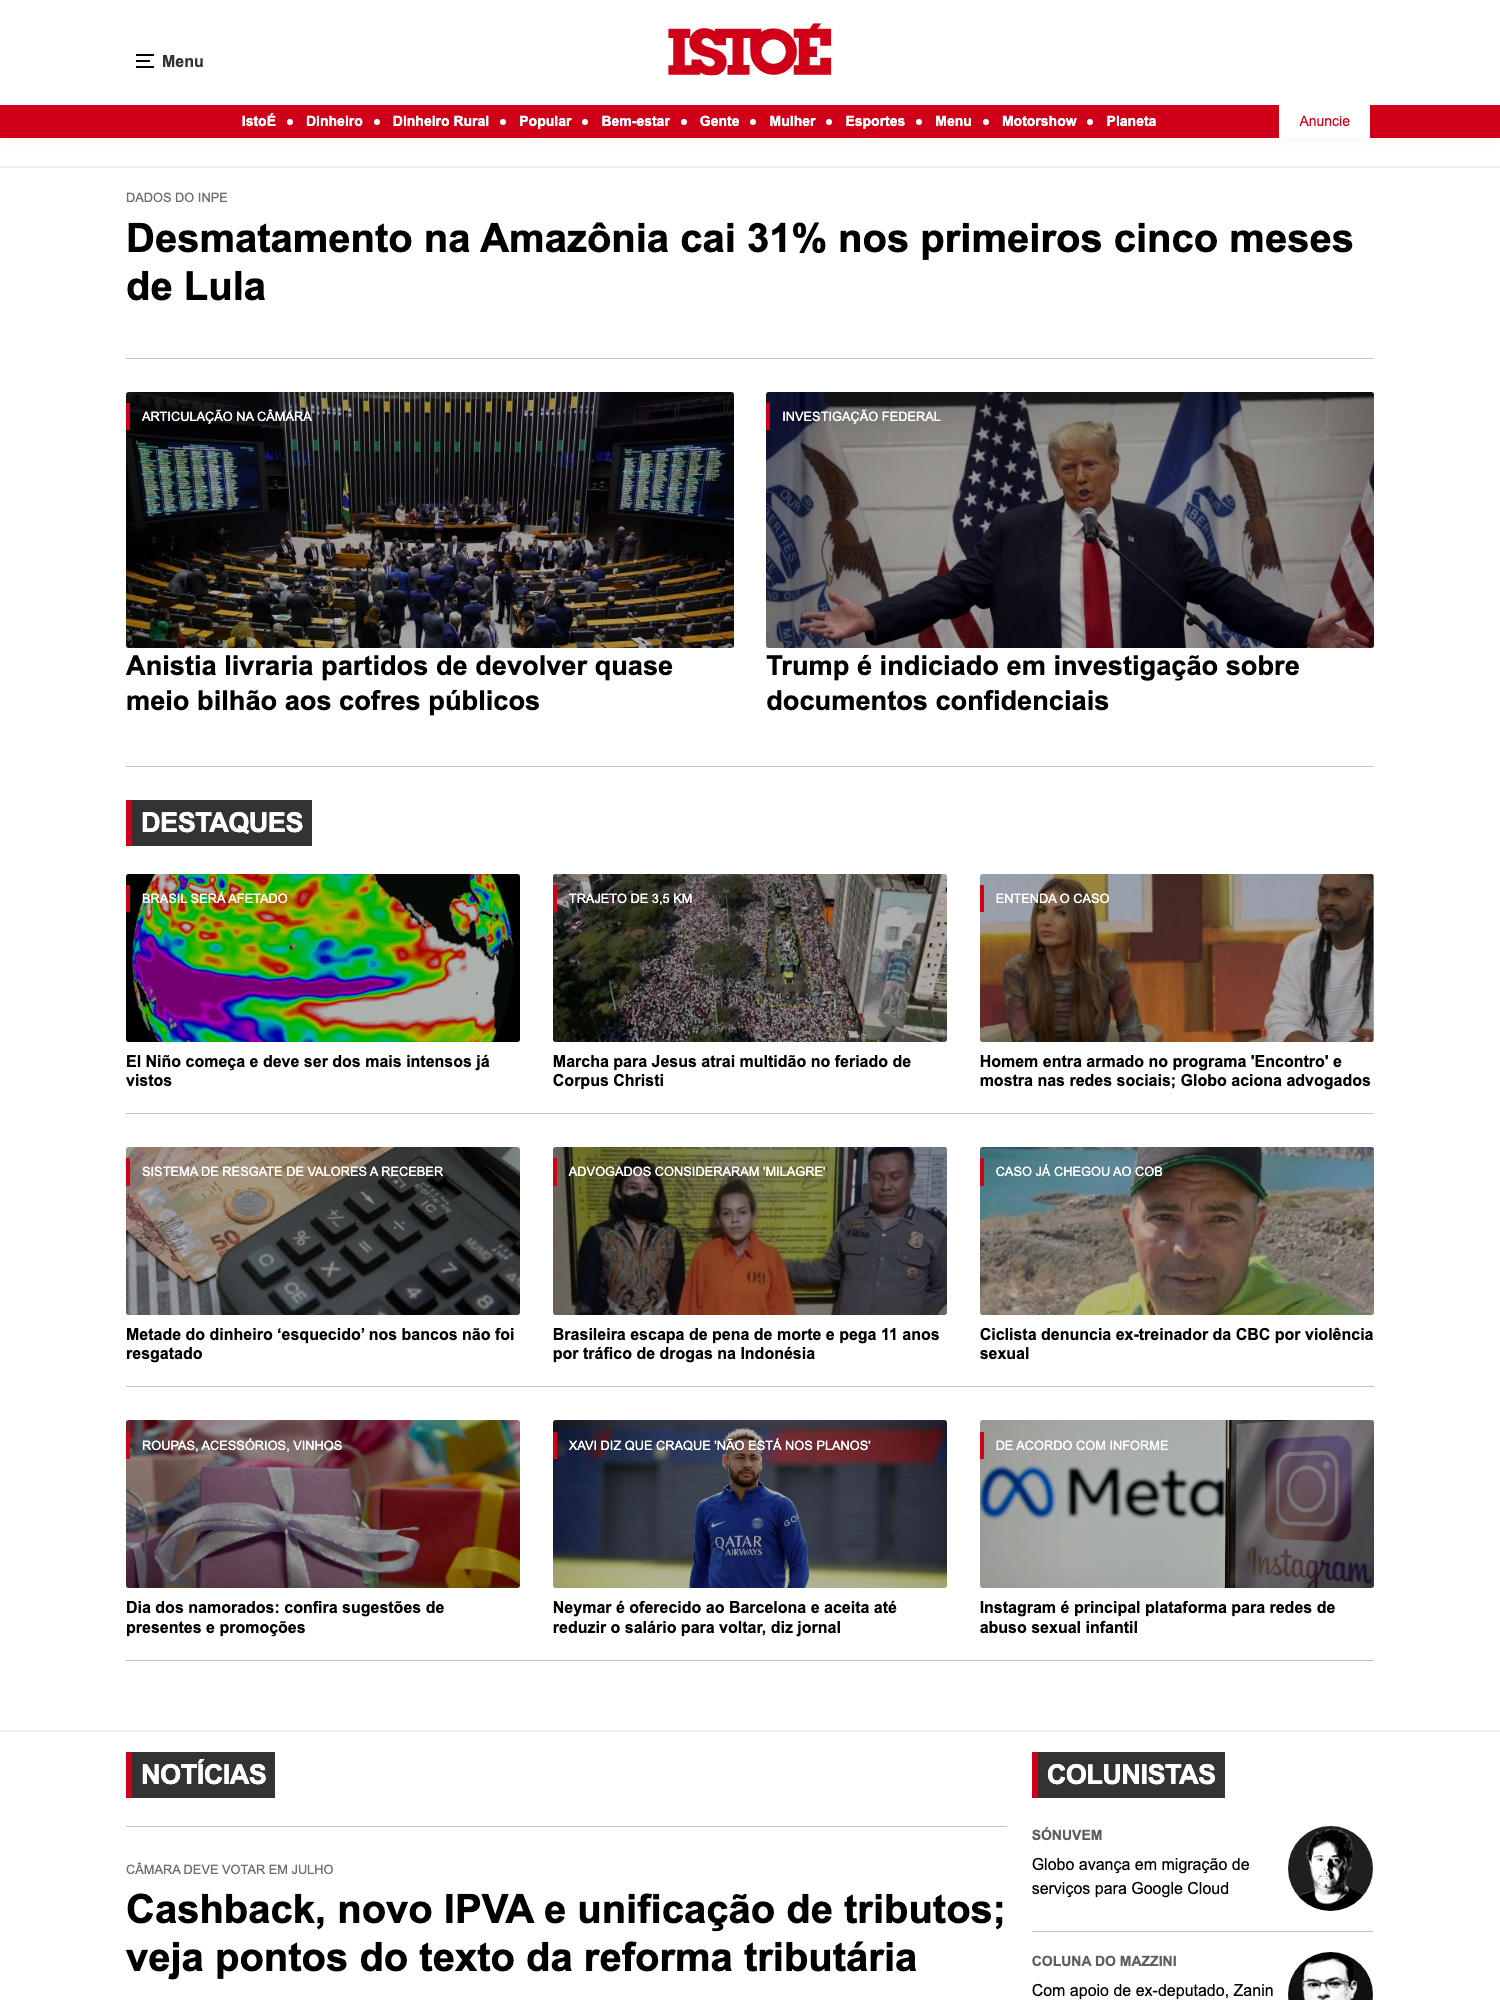 Menu
ISTOÉ
IstoÉ • Dinheiro • Dinheiro Rural • Popular • Bem-estar • Gente • Mulher • Esportes • Menu • Motorshow • Planeta
Anuncie
DADOS DO INPE
Desmatamento na Amazônia cai 31% nos primeiros cinco meses
de Lula
ARTICULAÇÃO NA CÂMARA
Anistia livraria partidos de devolver quase
meio bilhão aos cofres públicos
INVESTIGAÇÃO FEDERAL
Trump é indiciado em investigação sobre
documentos confidenciais
DESTAQUES
BRASIL SERÁ AFETADO
El Niño começa e deve ser dos mais intensos já
vistos
TRAJETO DE 3,5 KM
Marcha para Jesus atrai multidão no feriado de
Corpus Christi
ENTENDA O CASO
Homem entra armado no programa 'Encontro' e
mostra nas redes sociais; Globo aciona advogados
SISTEMA DE RESGATE DE VALORES A RECEBER
Metade do dinheiro ‘esquecido’ nos bancos não foi
resgatado
ADVOGADOS CONSIDERARAM 'MILAGRE'
09
Brasileira escapa de pena de morte e pega 11 anos
por tráfico de drogas na Indonésia
CASO JÁ CHEGOU AO COB
Ciclista denuncia ex-treinador da CBC por violência
sexual
ROUPAS, ACESSÓRIOS, VINHOS
Dia dos namorados: confira sugestões de
presentes e promoções
XAVI DIZ QUE CRAQUE 'NÃO ESTÁ NOS PLANOS'
QATAR
AIRWAYS
Neymar é oferecido ao Barcelona e aceita até
reduzir o salário para voltar, diz jornal
DE ACORDO COM INFORME
Meta
Instagram
Instagram é principal plataforma para redes de
abuso sexual infantil
NOTÍCIAS
CÂMARA DEVE VOTAR EM JULHO
Cashback, novo IPVA e unificação de tributos;
veja pontos do texto da reforma tributária
COLUNISTAS
SÓNUVEM
Globo avança em migração de
serviços para Google Cloud
COLUNA DO MAZZINI
Com apoio de ex-deputado, Zanin